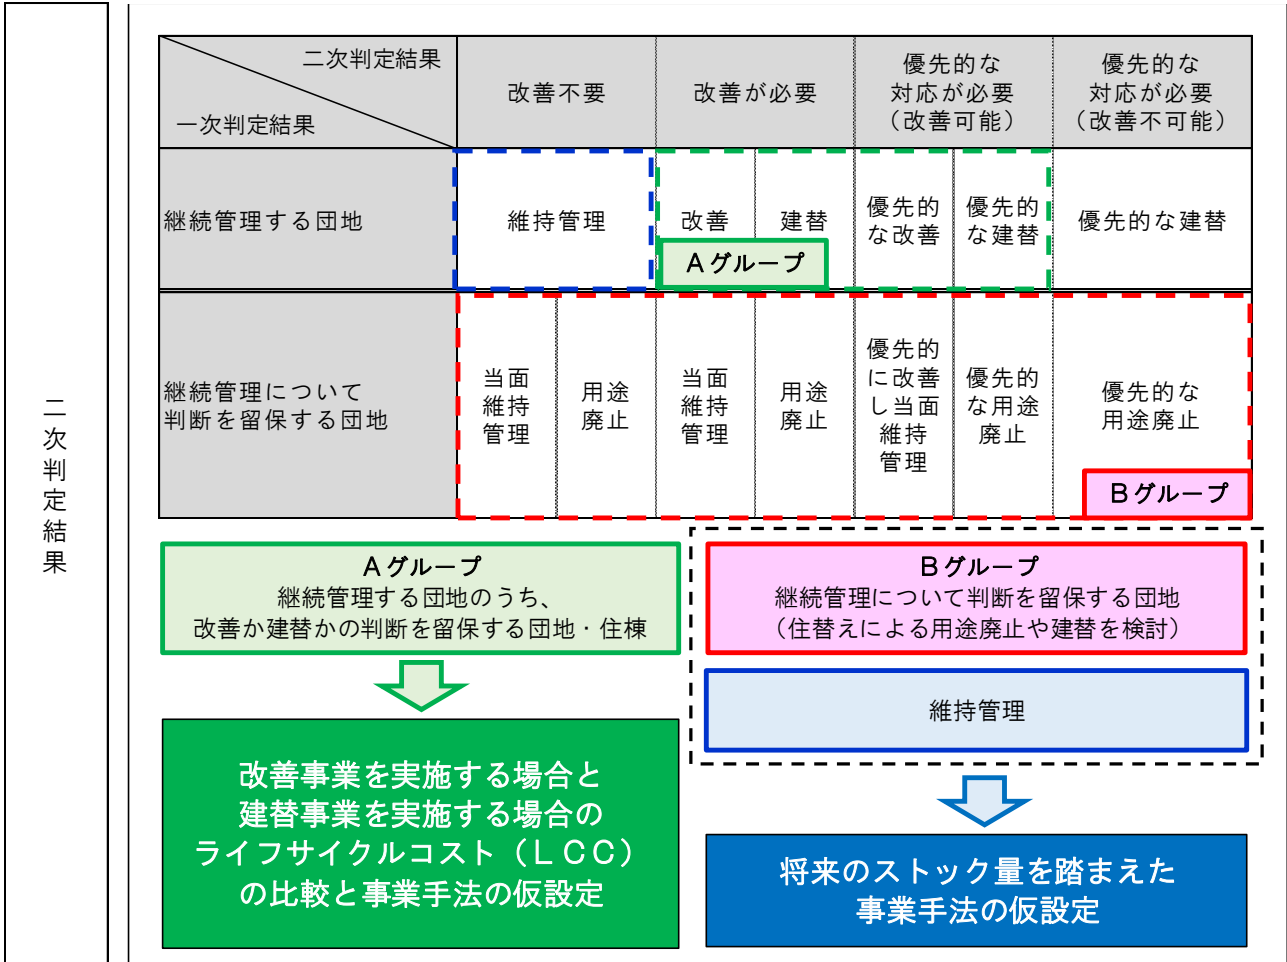 二次判定結果
二次判定結果
一次判定結果
改善不要
改善が必要
優先的な
対応が必要
（改善可能）
優先的な
対応が必要
（改善不可能）
継続管理する団地
維持管理
改善
建替
優先的
な改善
優先的
な建替
優先的な建替
Ａグループ
継続管理について
判断を留保する団地
当面
維持
管理
用途
廃止
当面
維持
管理
用途
廃止
優先的
に改善
し当面
維持
管理
優先的
な用途
廃止
優先的な
用途廃止
Ｂグループ
Ａグループ
継続管理する団地のうち、
改善か建替かの判断を留保する団地・住棟
Ｂグループ
継続管理について判断を留保する団地
（住替えによる用途廃止や建替を検討）
維持管理
改善事業を実施する場合と
建替事業を実施する場合の
ライフサイクルコスト（ＬＣＣ）
の比較と事業手法の仮設定
将来のストック量を踏まえた
事業手法の仮設定